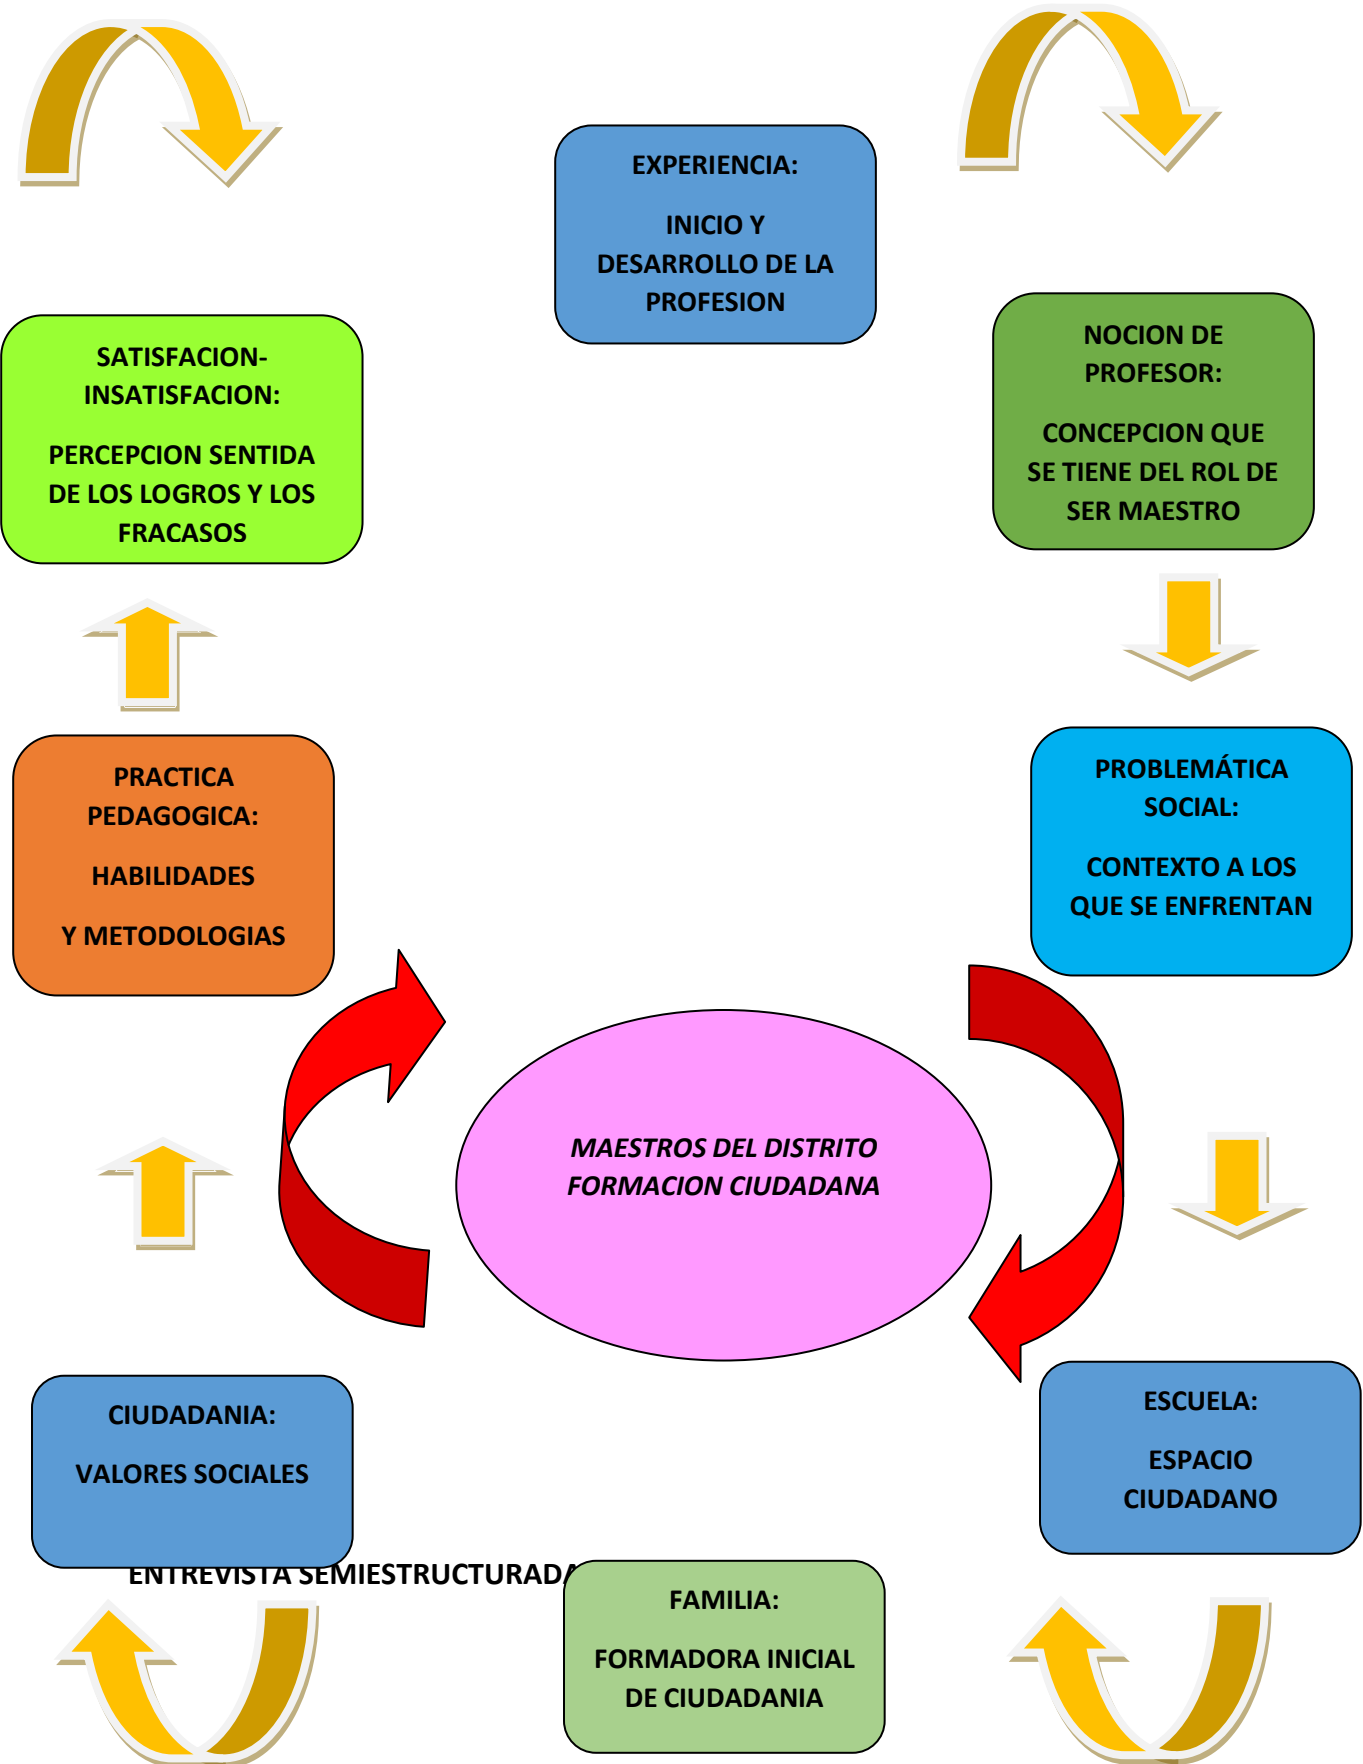 EXPERIENCIA:
INICIO Y
DESARROLLO DE LA
PROFESION
NOCION DE
PROFESOR:
CONCEPCION QUE
SE TIENE DEL ROL DE
SER MAESTRO
SATISFACION-
INSATISFACION:
PERCEPCION SENTIDA
DE LOS LOGROS Y LOS
FRACASOS
PRACTICA
PEDAGOGICA:
HABILIDADES
Y METODOLOGIAS
PROBLEMÁTICA
SOCIAL:
CONTEXTO A LOS
QUE SE ENFRENTAN
MAESTROS DEL DISTRITO
FORMACION CIUDADANA
CIUDADANIA:
VALORES SOCIALES
ESCUELA:
ESPACIO
CIUDADANO
ENTREVISTA SEMIESTRUCTURADA
FAMILIA:
FORMADORA INICIAL
DE CIUDADANIA